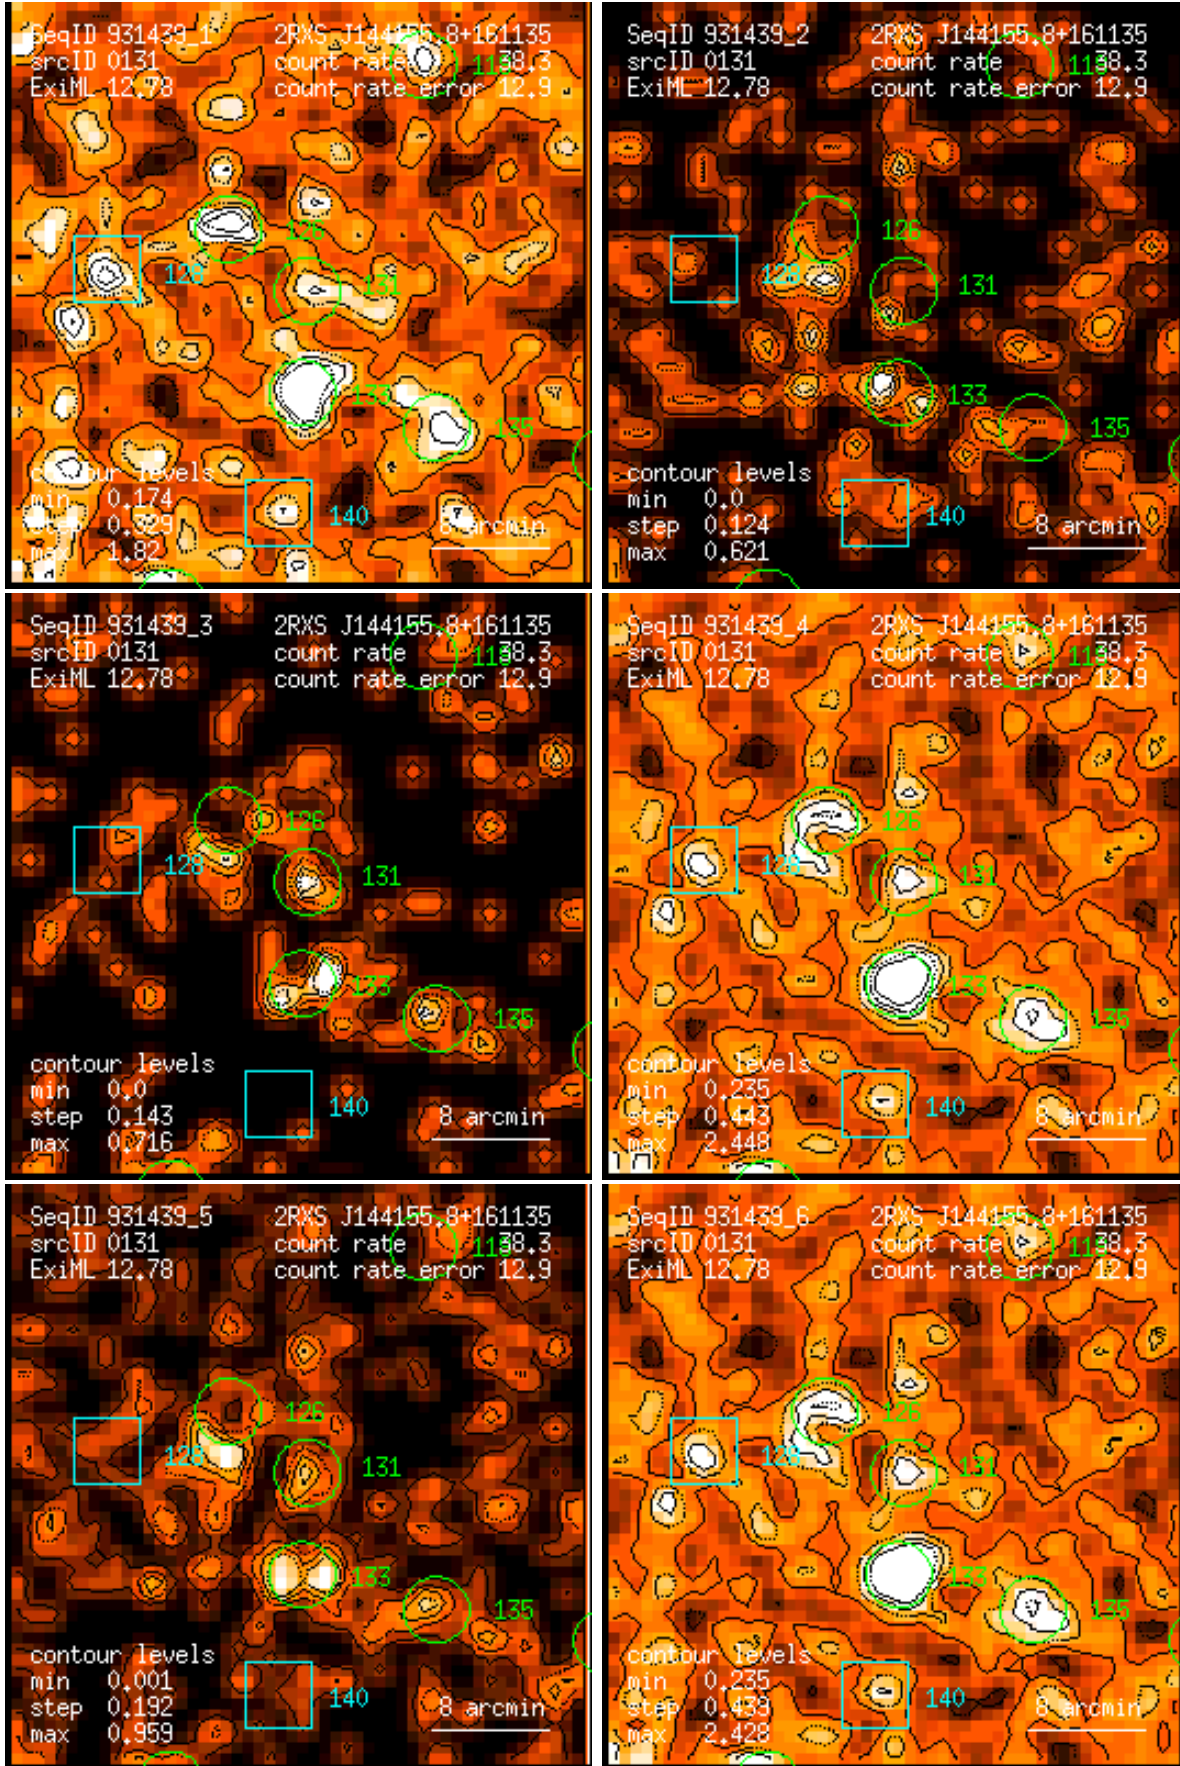 SeqID 931439_1 2RXS J144155.8+161135
srcID 0131 count rate 38.3
ExiML 12.78 count rate error 12.9
126
128
131
133
135
contour levels
min 0.174
step 0.329
max 1.82
140
8 arcmin
SeqID 931439_2 2RXS J144155.8+161135
srcID 0131 count rate 38.3
ExiML 12.78 count rate error 12.9
126
128
131
133
135
contour levels
min 0.0
step 0.124
max 0.621
140
8 arcmin
SeqID 931439_3 2RXS J144155.8+161135
srcID 0131 count rate 38.3
ExiML 12.78 count rate error 12.9
126
128
131
133
135
contour levels
min 0.0
step 0.143
max 0.716
140
8 arcmin
SeqID 931439_4 2RXS J144155.8+161135
srcID 0131 count rate 38.3
ExiML 12.78 count rate error 12.9
126
128
131
133
135
contour levels
min 0.235
step 0.443
max 2.448
140
8 arcmin
SeqID 931439_5 2RXS J144155.8+161135
srcID 0131 count rate 38.3
ExiML 12.78 count rate error 12.9
126
128
131
133
135
contour levels
min 0.001
step 0.192
max 0.959
140
8 arcmin
SeqID 931439_6 2RXS J144155.8+161135
srcID 0131 count rate 38.3
ExiML 12.78 count rate error 12.9
126
128
131
133
135
contour levels
min 0.235
step 0.439
max 2.428
140
8 arcmin